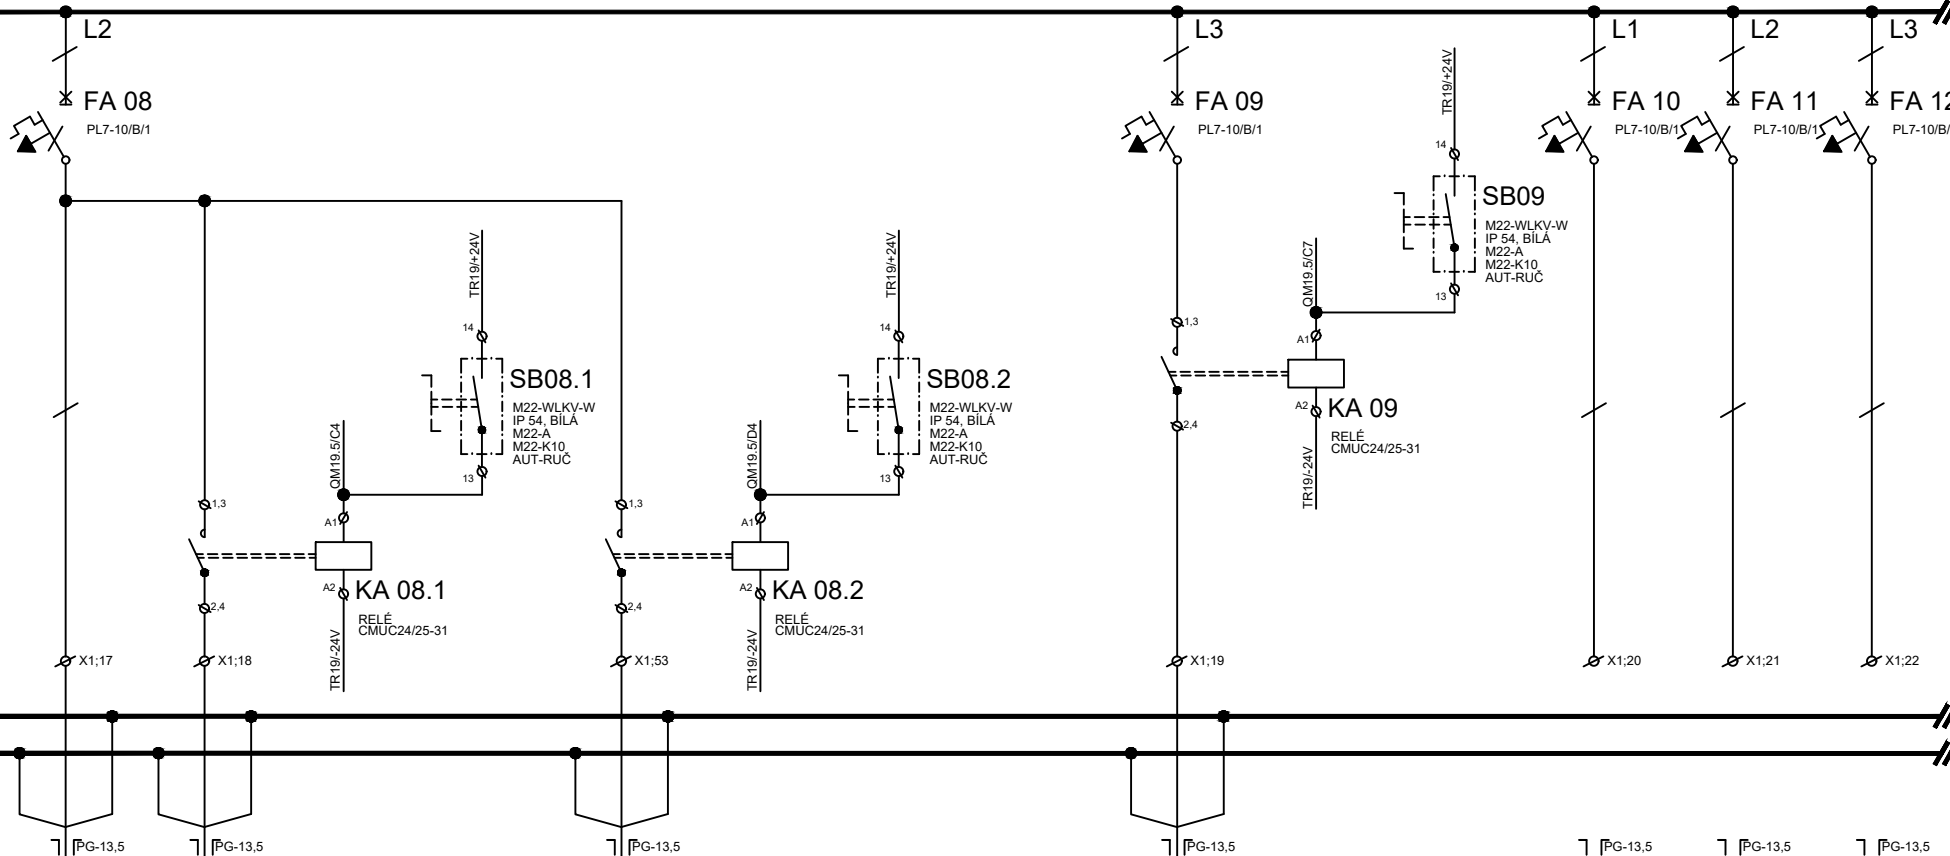 L2
L3
L1
L2
L3
FA 08
PL7-10/B/1
FA 09
PL7-10/B/1
TR19/+24V
FA 10
PL7-10/B/1
FA 11
PL7-10/B/1
FA 12
PL7-10/B/
14
SB09
M22-WLKV-W
IP 54, BÍLÁ
M22-A
M22-K10
AUT-RUČ
13
TR19/+24V
TR19/+24V
QM19.5/C7
14
SB08.1
M22-WLKV-W
IP 54, BÍLÁ
M22-A
M22-K10
AUT-RUČ
13
14
SB08.2
M22-WLKV-W
IP 54, BÍLÁ
M22-A
M22-K10
AUT-RUČ
13
1,3
A1
A2
KA 09
RELÉ
CMUC24/25-31
2,4
TR19/-24V
QM19.5/C4
QM19.5/D4
1,3
A1
A2
KA 08.1
RELÉ
CMUC24/25-31
2,4
TR19/-24V
1,3
A1
A2
KA 08.2
RELÉ
CMUC24/25-31
2,4
TR19/-24V
X1;17
X1;18
X1;53
X1;19
X1;20
X1;21
X1;22
PG-13,5
PG-13,5
PG-13,5
PG-13,5
PG-13,5
PG-13,5
PG-13,5